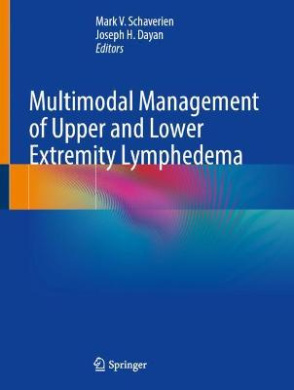 Mark V. Schaverien
Joseph H. Dayan
Editors
Multimodal Management
of Upper and Lower
Extremity Lymphedema
Springer